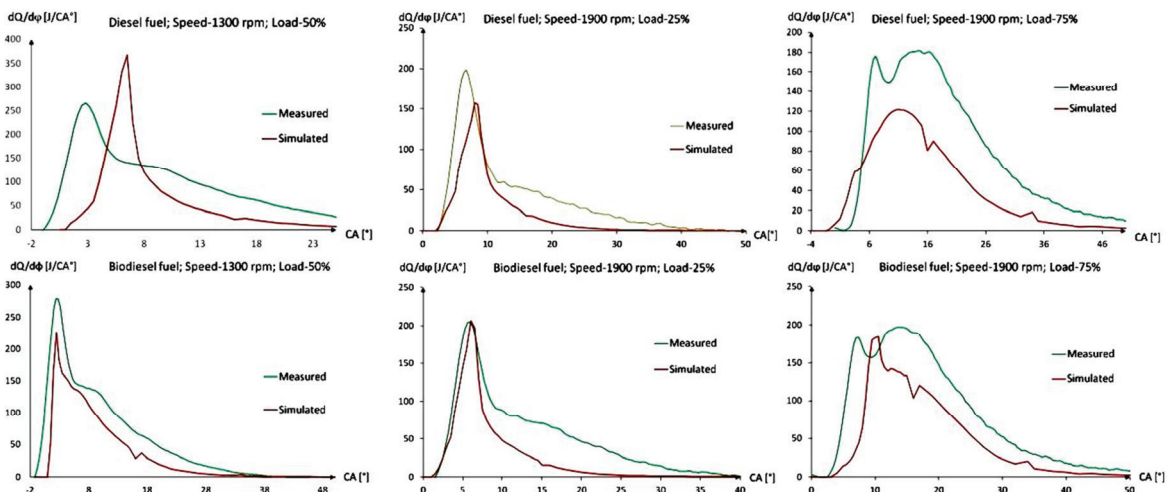 dQ/dφ [J/CA°] Diesel fuel; Speed-1300 rpm; Load-50%
400
350
300
250
200
150
100
50
0
-2 3 8 13 18 23 CA [°]
Measured
Simulated
dQ/dφ [J/CA°] Diesel fuel; Speed-1900 rpm; Load-25%
250
200
150
100
50
0
0 10 20 30 40 50 CA [°]
Measured
Simulated
dQ/dφ [J/CA°] Diesel fuel; Speed-1900 rpm; Load-75%
200
180
160
140
120
100
80
60
40
20
0
-4 6 16 26 36 46 CA [°]
Measured
Simulated
dQ/dϕ [J/CA°] Biodiesel fuel; Speed-1300 rpm; Load-50%
300
250
200
150
100
50
0
-2 8 18 28 38 48 CA [°]
Measured
Simulated
dQ/dφ [J/CA°] Biodiesel fuel; Speed-1900 rpm; Load-25%
250
200
150
100
50
0
0 5 10 15 20 25 30 35 40 CA [°]
Measured
Simulated
dQ/dφ [J/CA°] Biodiesel fuel; Speed-1900 rpm; Load-75%
250
200
150
100
50
0
0 10 20 30 40 50 CA [°]
Measured
Simulated